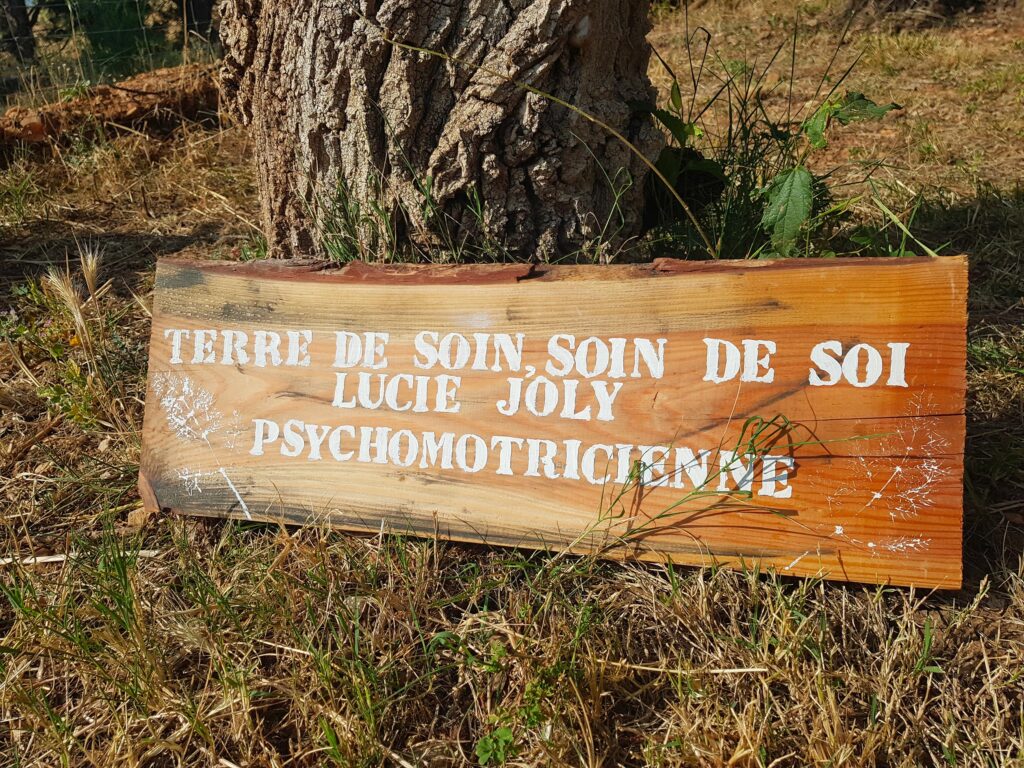 TERRE DE SOIN, SOIN DE SOI
LUCIE JOLY
PSYCHOMOTRICIENNE